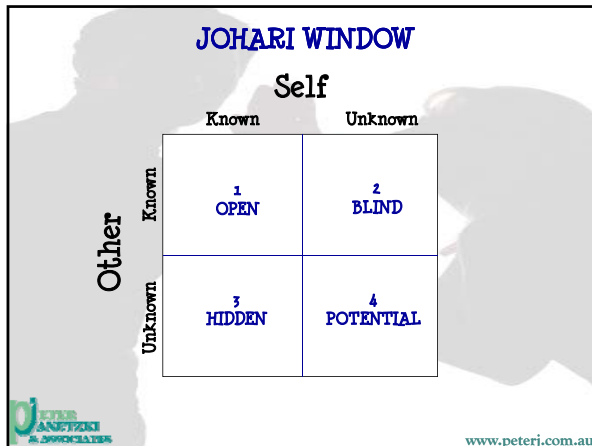 JOHARI WINDOW
Self
Known Unknown
Other
Known
1
OPEN
2
BLIND
Unknown
3
HIDDEN
4
POTENTIAL
PETER
JANETZKI
& ASSOCIATES
www.peterj.com.au